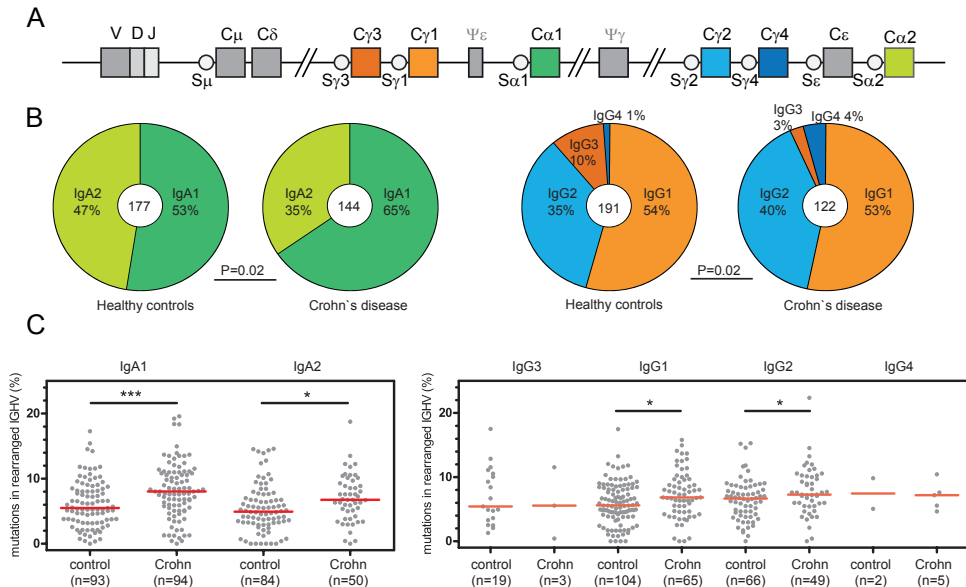 A
V D J Cμ Cδ Cγ3 Cγ1 Ψε Cα1 Ψγ Cγ2 Cγ4 Cε Cα2
Sμ Sγ3 Sγ1 Sα1 Sγ2 Sγ4 Sε Sα2
B
IgA2
47%
177
IgA1
53%
IgA2
35%
144
IgA1
65%
P=0.02
Healthy controls
Crohn`s disease
IgG4 1%
IgG3
10%
IgG2
35%
191
IgG1
54%
IgG3
3%
IgG4 4%
IgG2
40%
122
IgG1
53%
P=0.02
Healthy controls
Crohn`s disease
C
IgA1 IgA2
mutations in rearranged IGHV (%)
20
10
0
*** *
control Crohn control Crohn
(n=93) (n=94) (n=84) (n=50)
IgG3 IgG1 IgG2 IgG4
mutations in rearranged IGHV (%)
20
10
0
* *
control Crohn control Crohn control Crohn control Crohn
(n=19) (n=3) (n=104) (n=65) (n=66) (n=49) (n=2) (n=5)